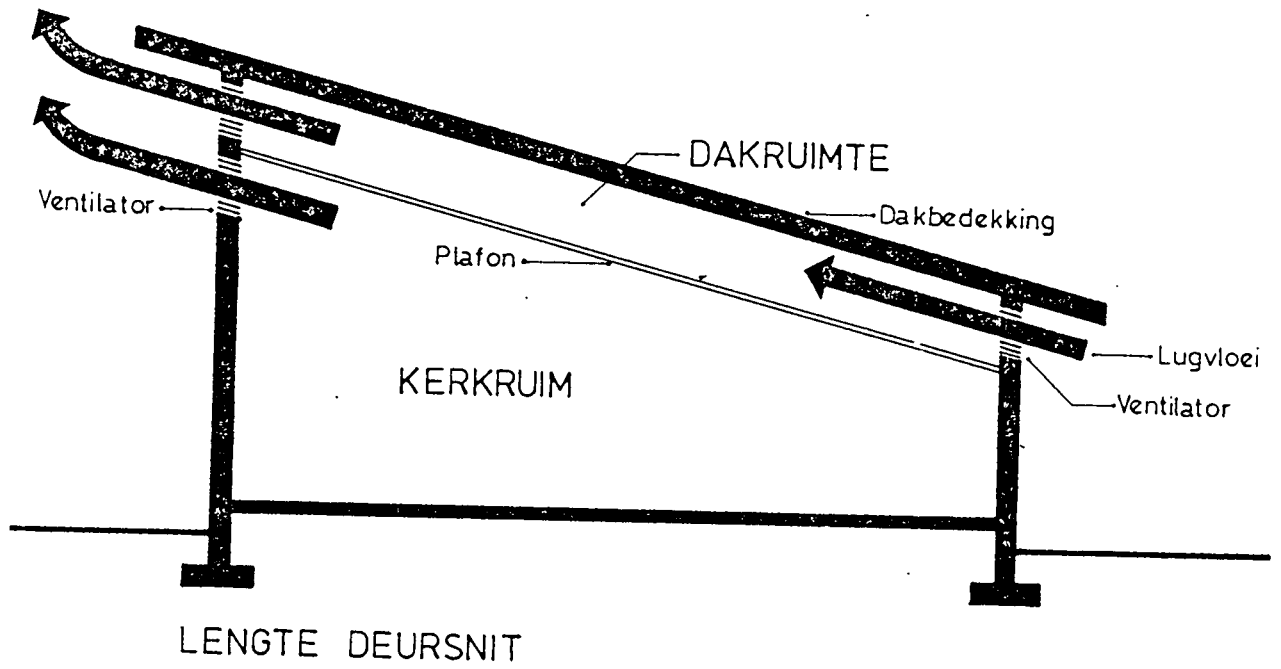 DAKRUIMTE
Ventilator
Dakbedekking
Plafon
Lugvloei
KERKRUIM
Ventilator
LENGTE DEURSNIT